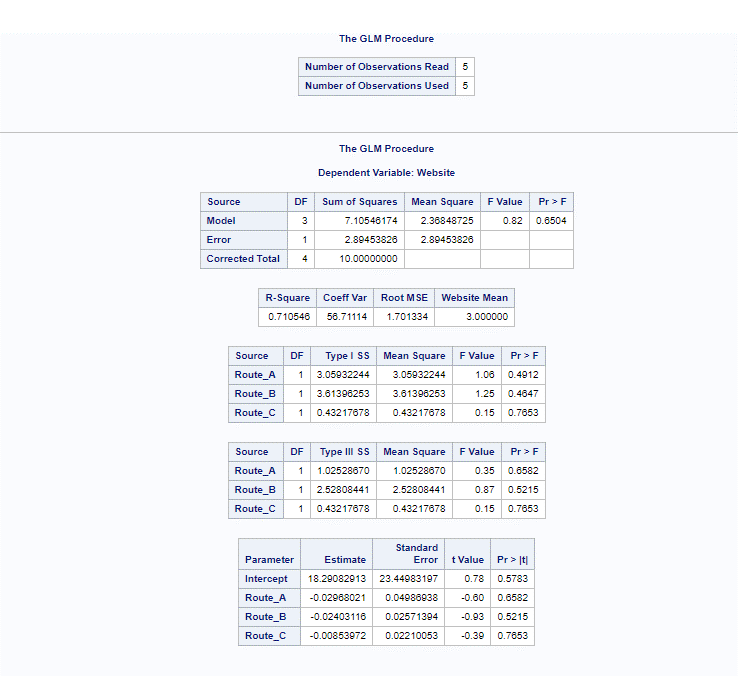 The GLM Procedure
Number of Observations Read 5
Number of Observations Used 5
The GLM Procedure
Dependent Variable: Website
Source DF Sum of Squares Mean Square F Value Pr > F
Model 3 7.10546174 2.36848725 0.82 0.6504
Error 1 2.89453826 2.89453826
Corrected Total 4 10.00000000
R-Square Coeff Var Root MSE Website Mean
0.710546 56.71114 1.701334 3.000000
Source DF Type I SS Mean Square F Value Pr > F
Route_A 1 3.05932244 3.05932244 1.06 0.4912
Route_B 1 3.61396253 3.61396253 1.25 0.4647
Route_C 1 0.43217678 0.43217678 0.15 0.7653
Source DF Type III SS Mean Square F Value Pr > F
Route_A 1 1.02528670 1.02528670 0.35 0.6582
Route_B 1 2.52808441 2.52808441 0.87 0.5215
Route_C 1 0.43217678 0.43217678 0.15 0.7653
Parameter Estimate Standard Error t Value Pr > |t|
Intercept 18.29082913 23.44983197 0.78 0.5783
Route_A -0.02968021 0.04986938 -0.60 0.6582
Route_B -0.02403116 0.02571394 -0.93 0.5215
Route_C -0.00853972 0.02210053 -0.39 0.7653